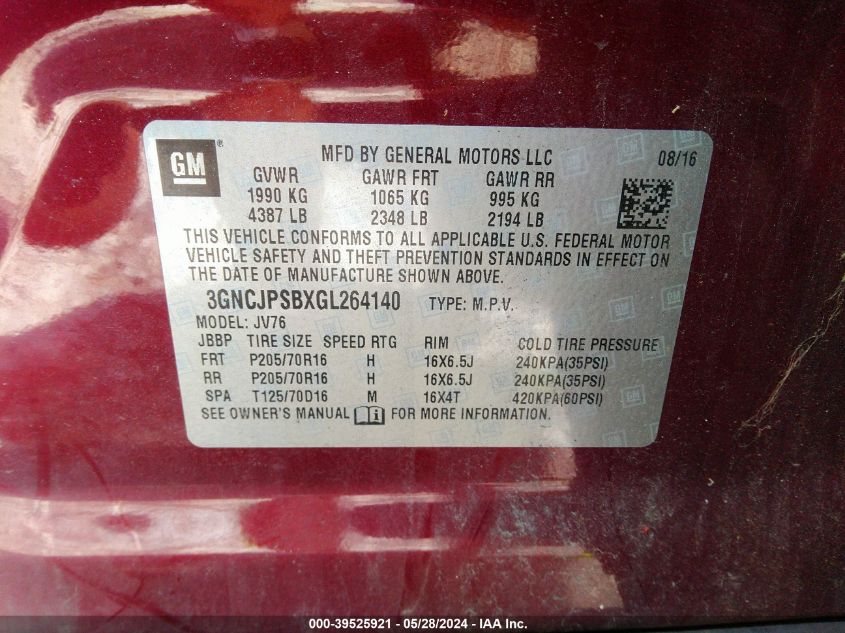 GM ®
MFD BY GENERAL MOTORS LLC 08/16
GVWR GAWR FRT GAWR RR
1990 KG 1065 KG 995 KG
4387 LB 2348 LB 2194 LB
THIS VEHICLE CONFORMS TO ALL APPLICABLE U.S. FEDERAL MOTOR
VEHICLE SAFETY AND THEFT PREVENTION STANDARDS IN EFFECT ON
THE DATE OF MANUFACTURE SHOWN ABOVE.
3GNCJPSBXGL264140 TYPE: M.P.V.
MODEL: JV76
JBBP TIRE SIZE SPEED RTG RIM COLD TIRE PRESSURE
FRT P205/70R16 H 16X6.5J 240KPA(35PSI)
RR P205/70R16 H 16X6.5J 240KPA(35PSI)
SPA T125/70D16 M 16X4T 420KPA(60PSI)
SEE OWNER'S MANUAL FOR MORE INFORMATION.
000-39525921 / 05/28/2024 - IAA Inc.